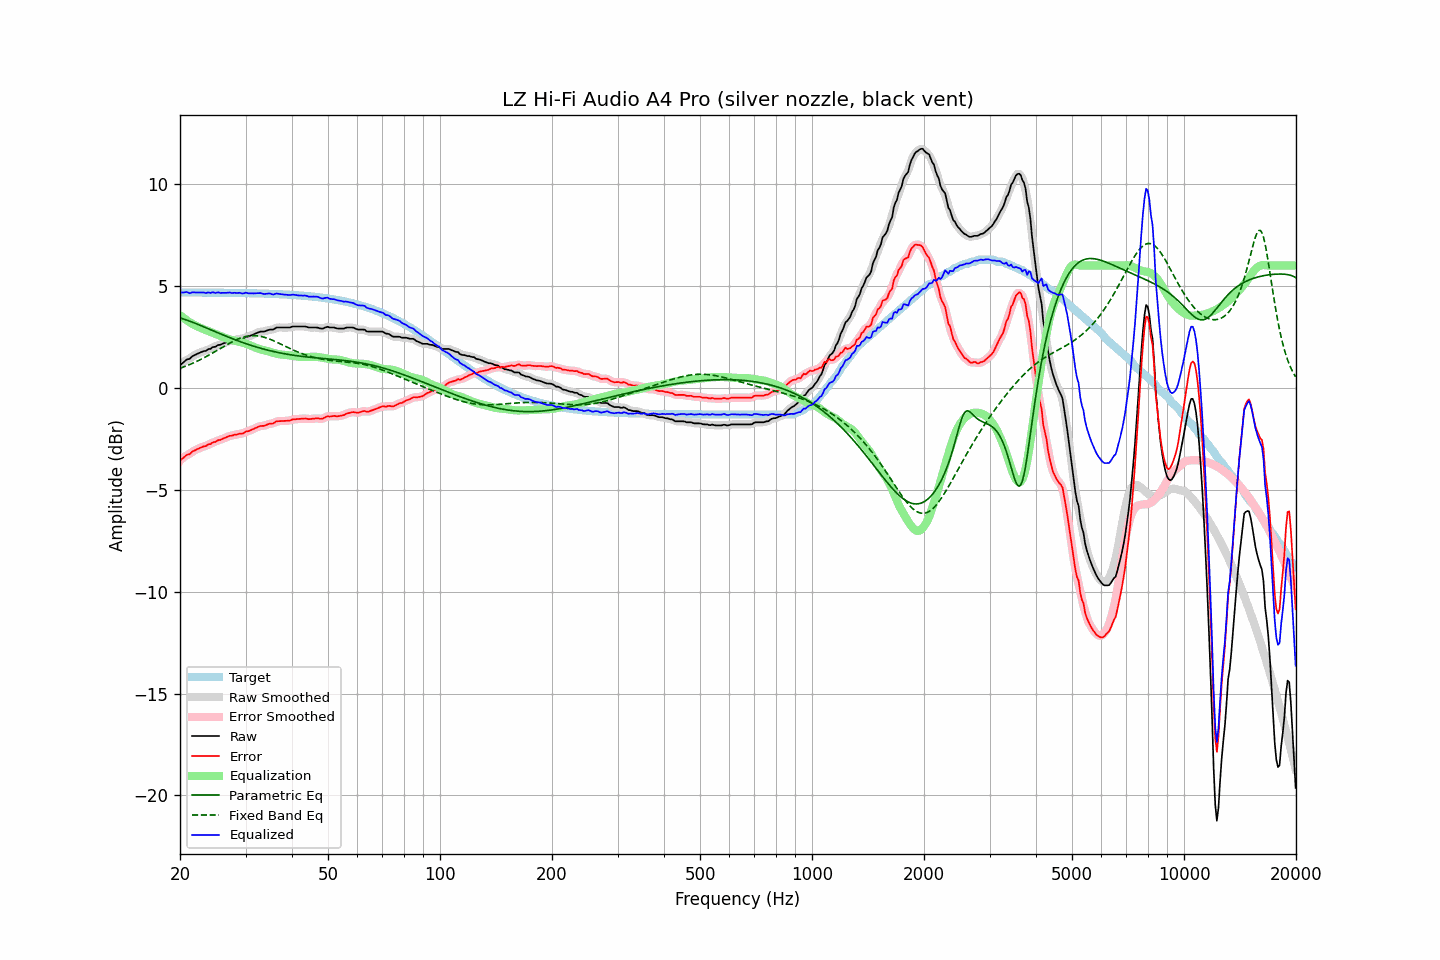 LZ Hi-Fi Audio A4 Pro (silver nozzle, black vent)
Amplitude (dBr)
10
5
0
−5
−10
−15
−20
Target
Raw Smoothed
Error Smoothed
Raw
Error
Equalization
Parametric Eq
Fixed Band Eq
Equalized
20 50 100 200 500 1000 2000 5000 10000 20000
Frequency (Hz)